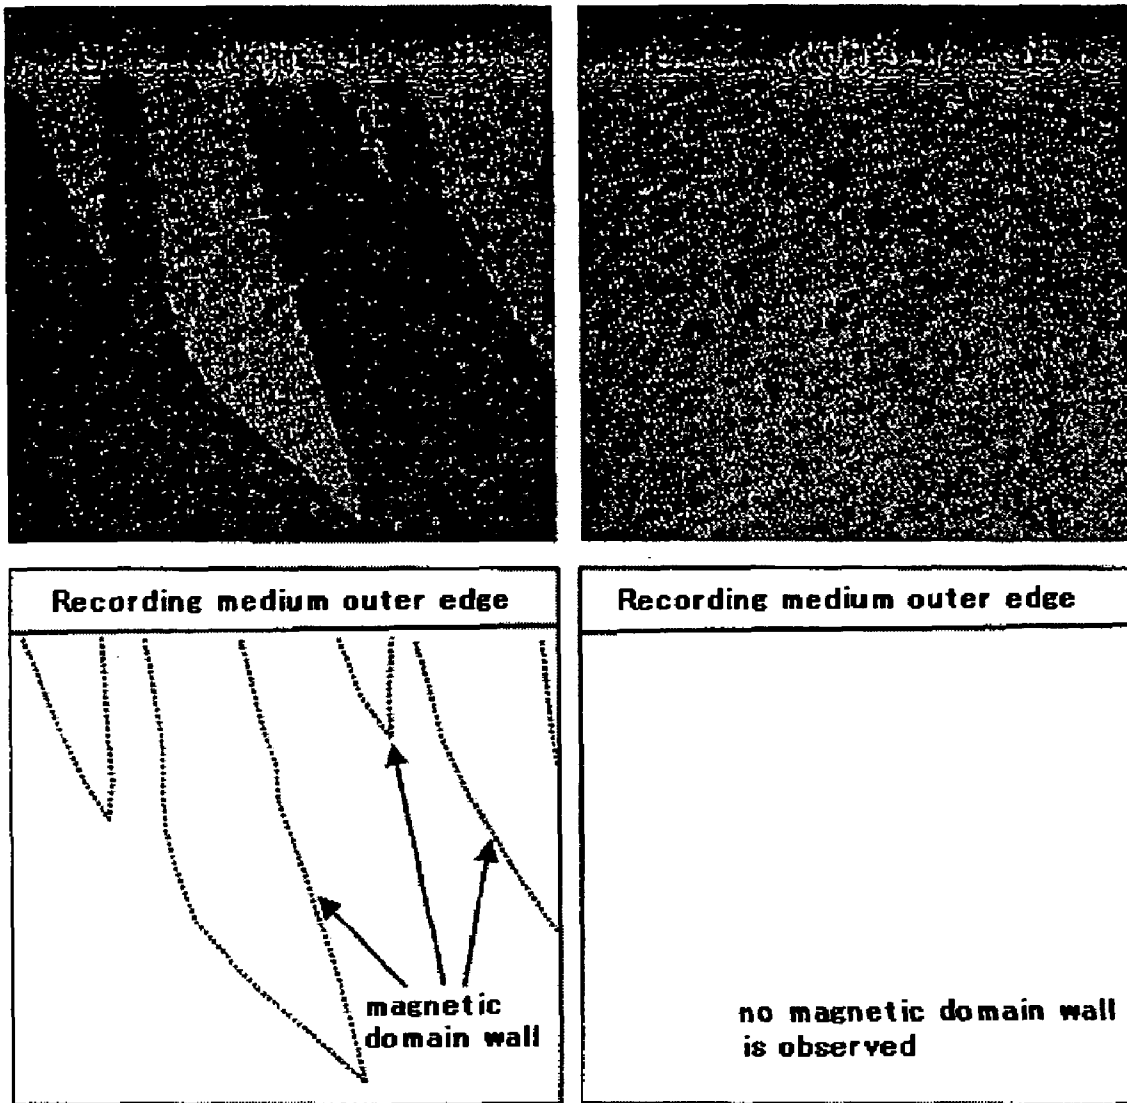 Recording medium outer edge
Recording medium outer edge
magnetic
domain wall
no magnetic domain wall
is observed